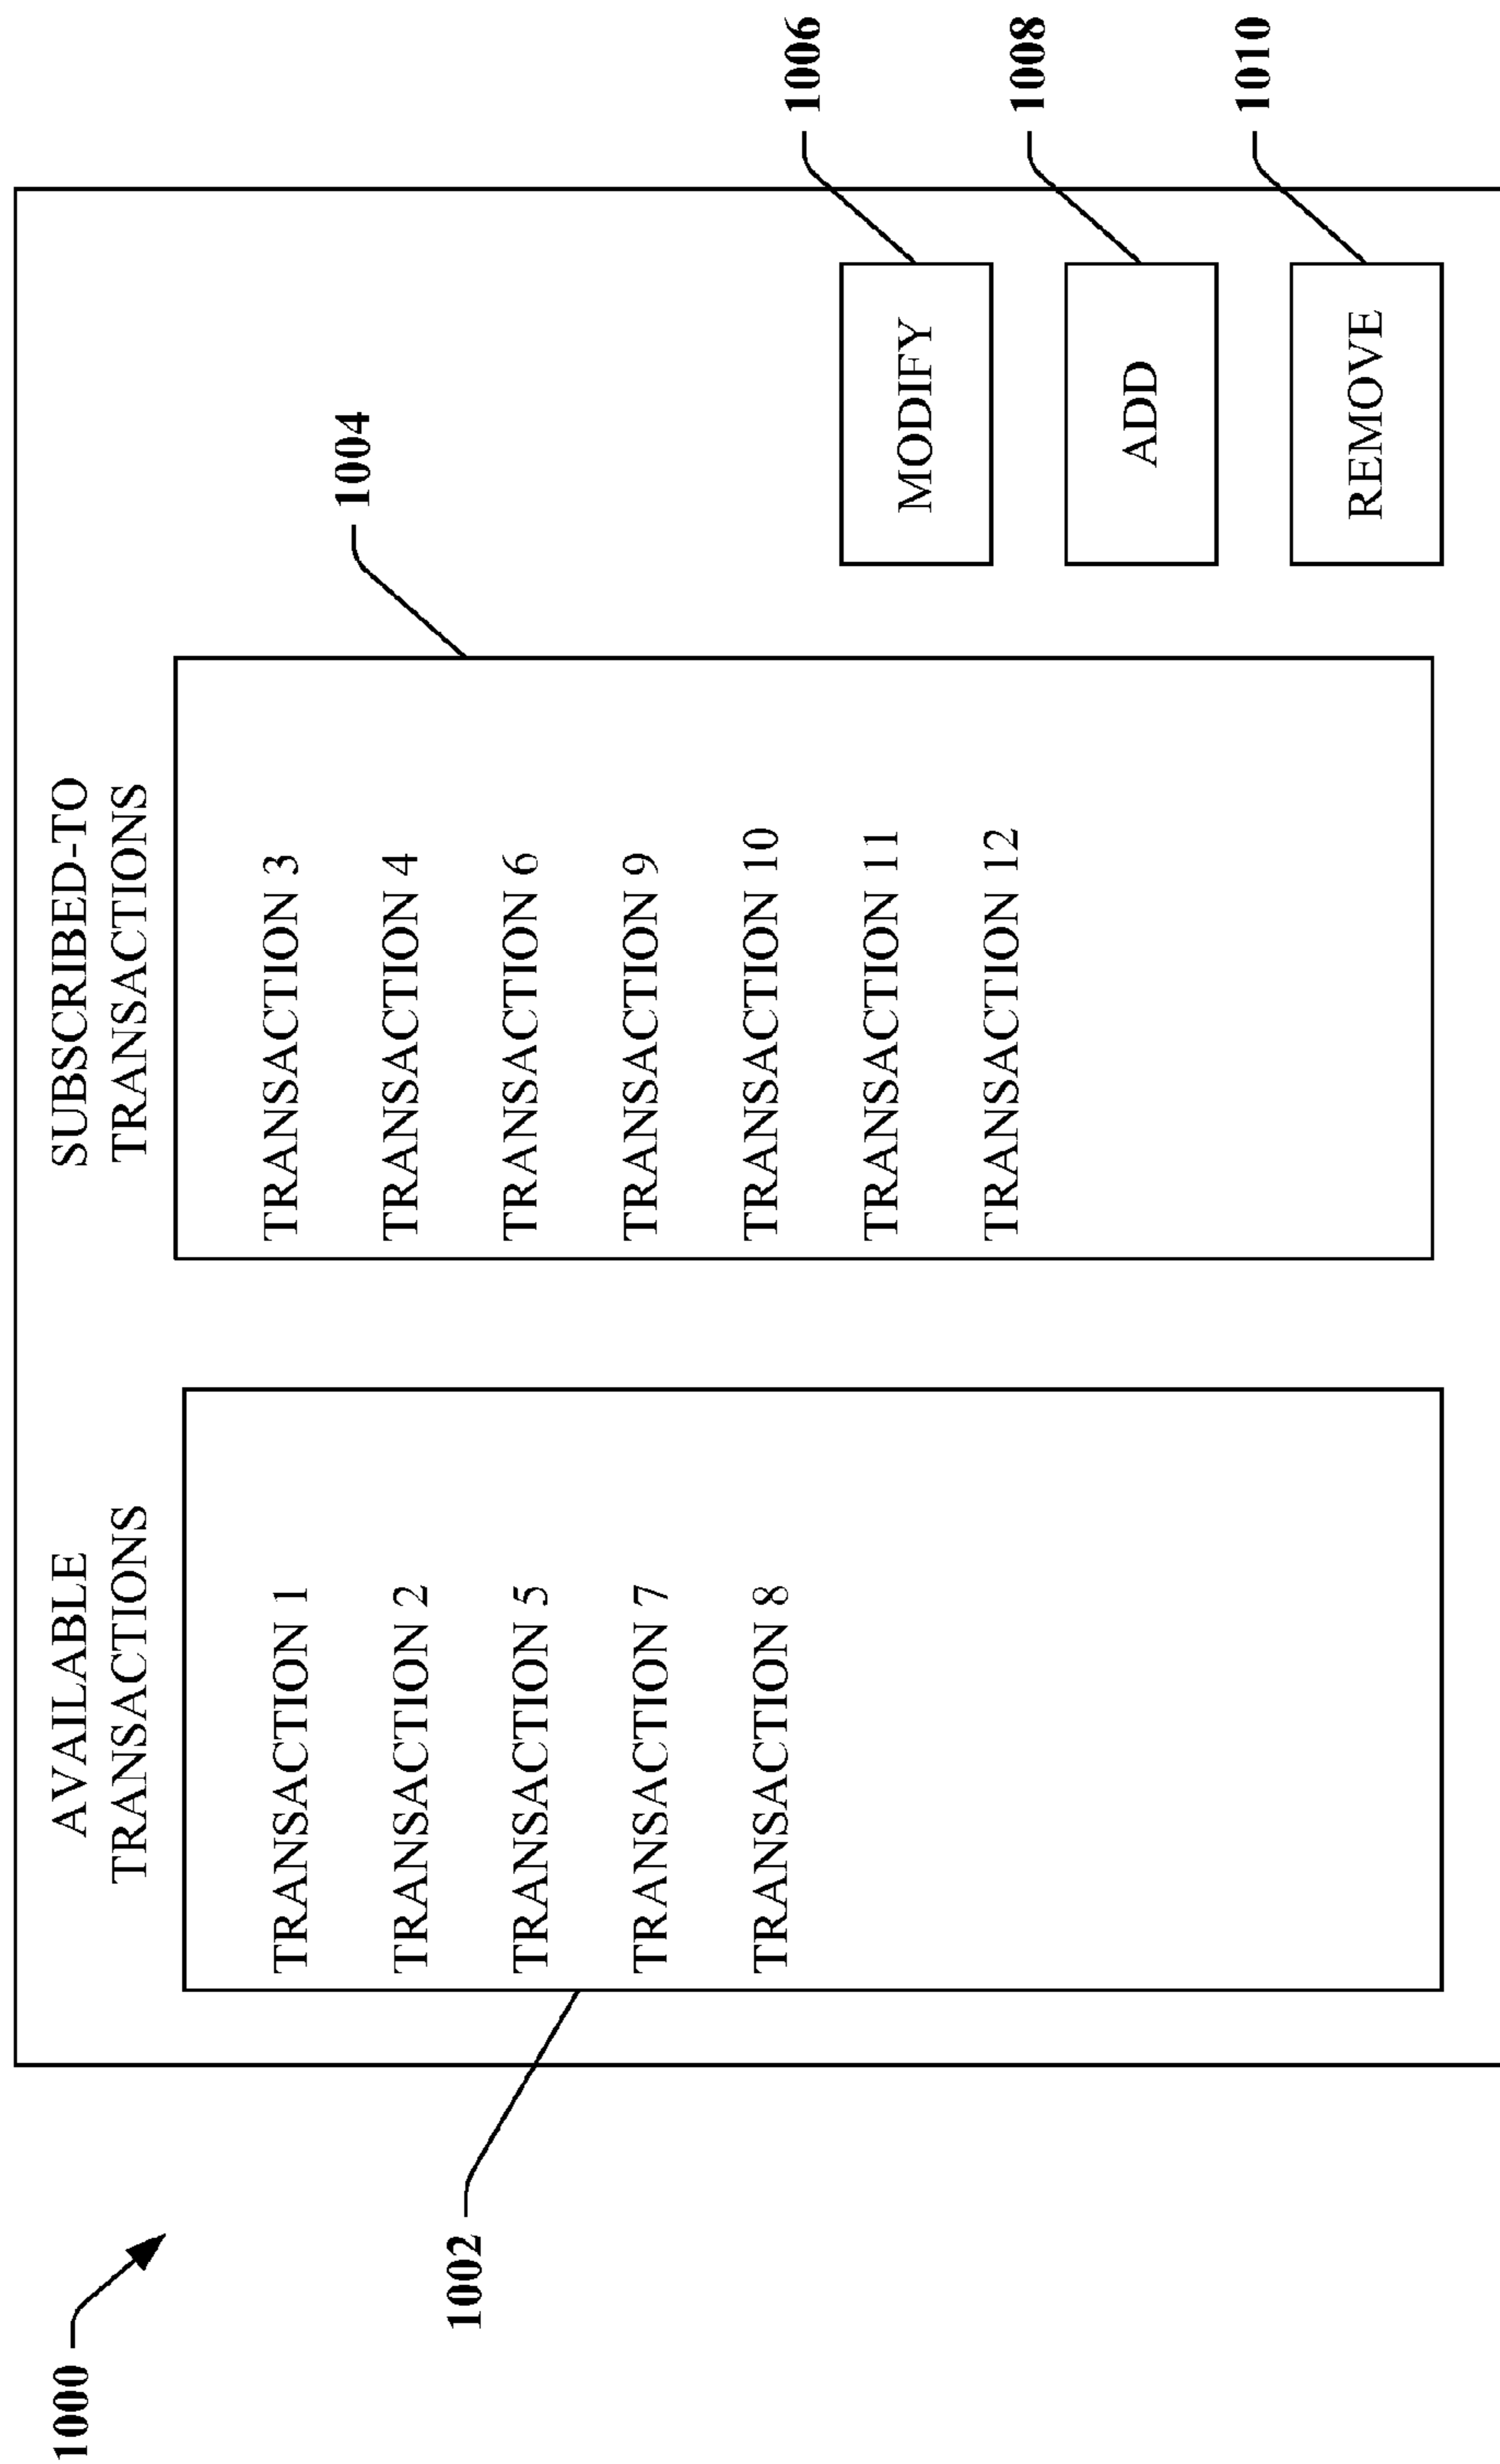 1000
AVAILABLE
TRANSACTIONS
SUBSCRIBED-TO
TRANSACTIONS
1002
TRANSACTION 1
TRANSACTION 2
TRANSACTION 5
TRANSACTION 7
TRANSACTION 8
1004
TRANSACTION 3
TRANSACTION 4
TRANSACTION 6
TRANSACTION 9
TRANSACTION 10
TRANSACTION 11
TRANSACTION 12
MODIFY
1006
ADD
1008
REMOVE
1010